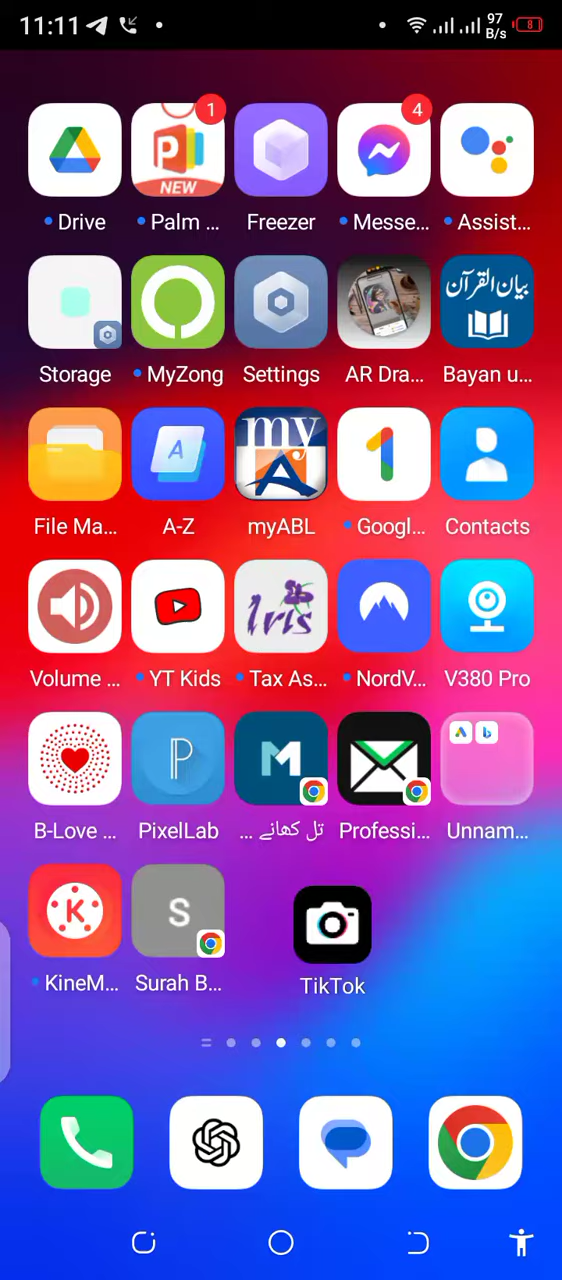 11:11 97 B/s 8
1 4
P
NEW
Drive Palm ... Freezer Messe... Assist...
بیان القرآن
Storage MyZong Settings AR Dra... Bayan u...
A my A 1
File Ma... A-Z myABL Googl... Contacts
Iris
Volume ... YT Kids Tax As... NordV... V380 Pro
P M b
B-Love ... PixelLab تل کھانے ... Professi... Unnam...
K S
KineM... Surah B... TikTok